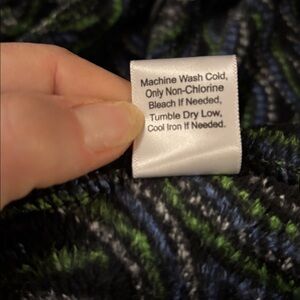 Machine Wash Cold,
Only Non-Chlorine
Bleach If Needed,
Tumble Dry Low,
Cool Iron If Needed.